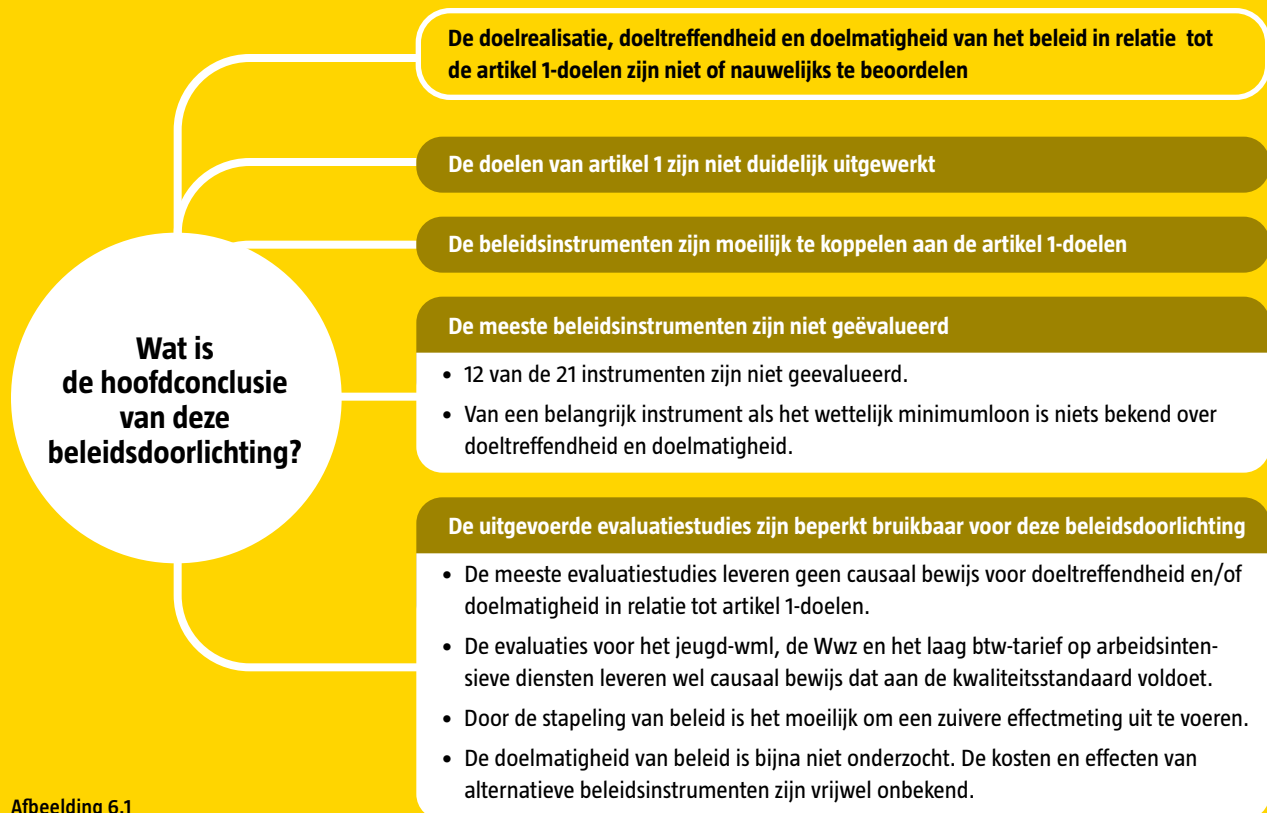 De doelrealisatie, doeltreffendheid en doelmatigheid van het beleid in relatie tot
de artikel 1-doelen zijn niet of nauwelijks te beoordelen
De doelen van artikel 1 zijn niet duidelijk uitgewerkt
De beleidsinstrumenten zijn moeilijk te koppelen aan de artikel 1-doelen
Wat is
de hoofdconclusie
van deze
beleidsdoorlichting?
De meeste beleidsinstrumenten zijn niet geëvalueerd
• 12 van de 21 instrumenten zijn niet geevalueerd.
• Van een belangrijk instrument als het wettelijk minimumloon is niets bekend over
doeltreffendheid en doelmatigheid.
De uitgevoerde evaluatiestudies zijn beperkt bruikbaar voor deze beleidsdoorlichting
• De meeste evaluatiestudies leveren geen causaal bewijs voor doeltreffendheid en/of
doelmatigheid in relatie tot artikel 1-doelen.
• De evaluaties voor het jeugd-wml, de Wwz en het laag btw-tarief op arbeidsinten-
sieve diensten leveren wel causaal bewijs dat aan de kwaliteitsstandaard voldoet.
• Door de stapeling van beleid is het moeilijk om een zuivere effectmeting uit te voeren.
• De doelmatigheid van beleid is bijna niet onderzocht. De kosten en effecten van
alternatieve beleidsinstrumenten zijn vrijwel onbekend.
Afbeelding 6.1